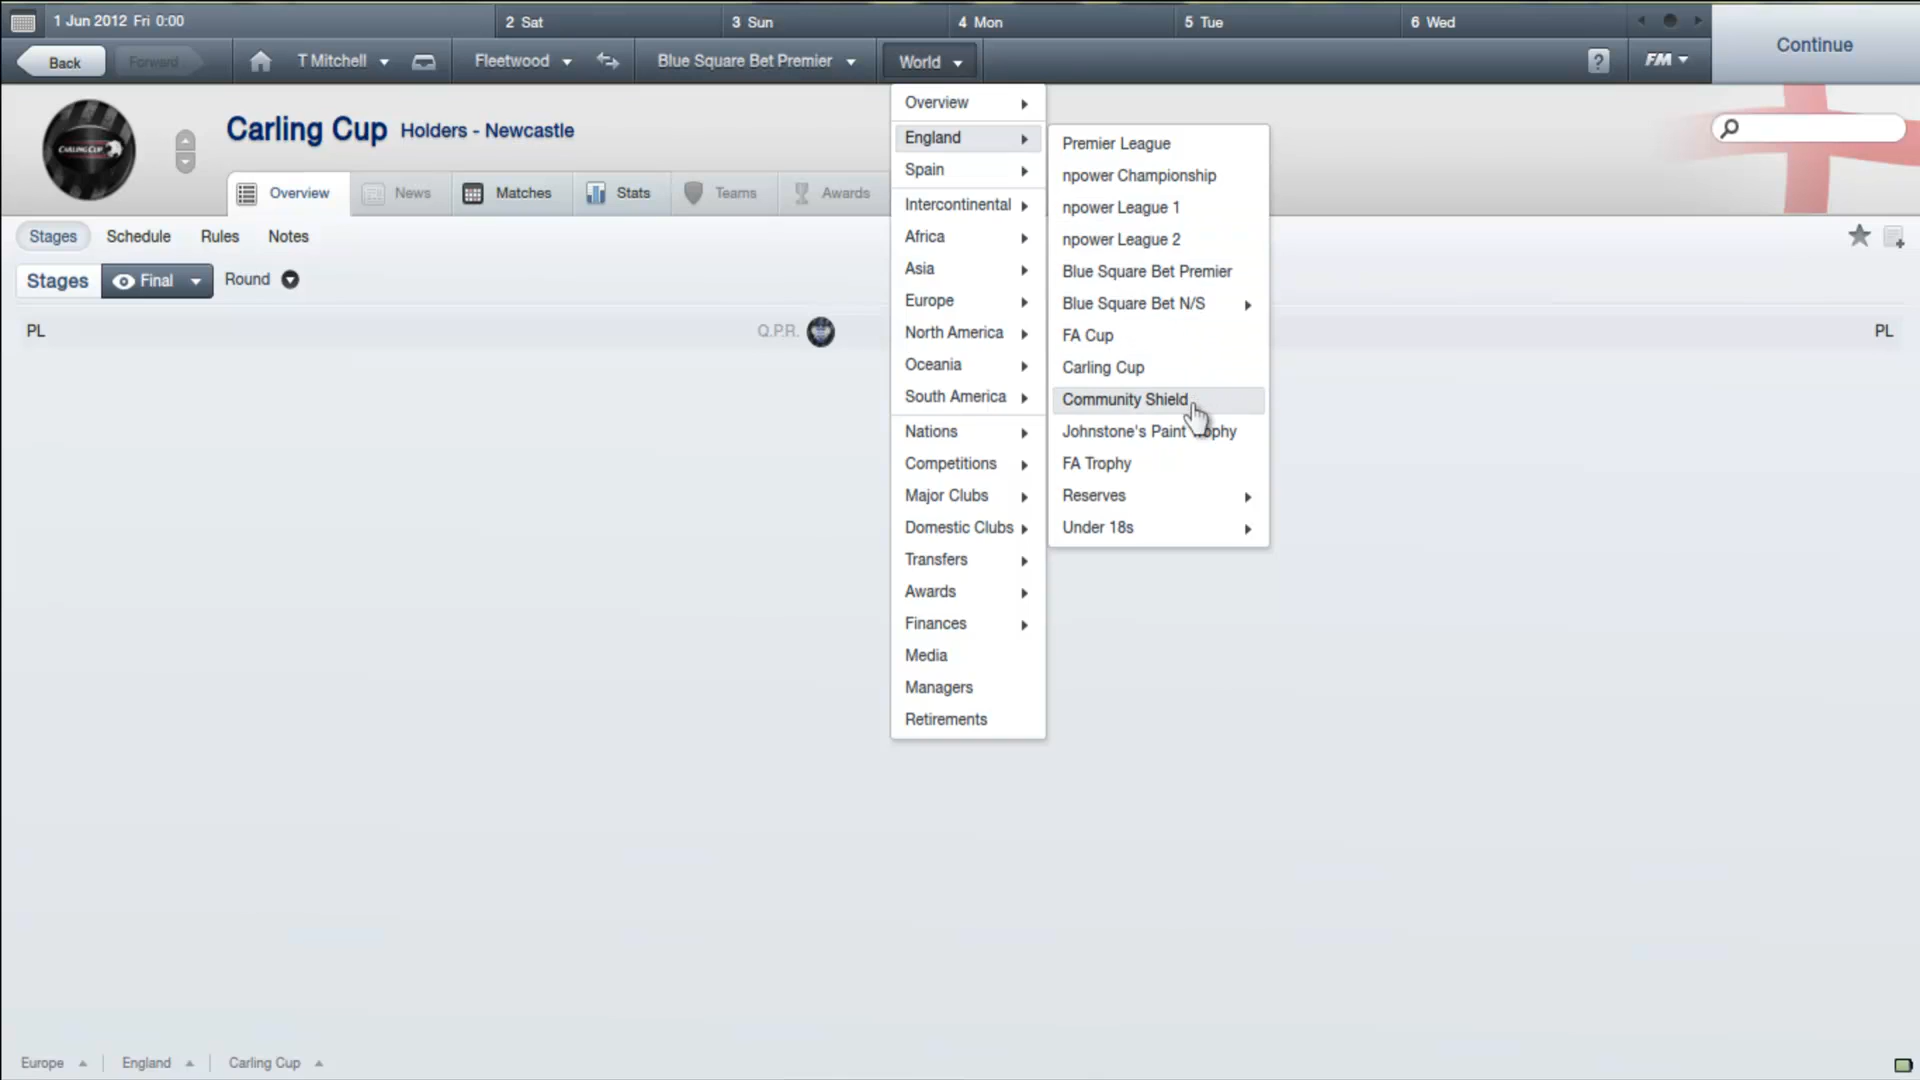 1 Jun 2012 Fri 0:00
2 Sat
3 Sun
4 Mon
5 Tue
6 Wed
Continue
Back
Forward
T Mitchell
Fleetwood
Blue Square Bet Premier
World
?
FM
Carling Cup
Holders - Newcastle
CARLING CUP
Overview
News
Matches
Stats
Teams
Awards
Stages
Schedule
Rules
Notes
Stages
Final
Round
PL
Q.P.R.
PL
Overview
England
Spain
Intercontinental
Africa
Asia
Europe
North America
Oceania
South America
Nations
Competitions
Major Clubs
Domestic Clubs
Transfers
Awards
Finances
Media
Managers
Retirements
Premier League
npower Championship
npower League 1
npower League 2
Blue Square Bet Premier
Blue Square Bet N/S
FA Cup
Carling Cup
Community Shield
Johnstone's Paint
FA Trophy
Reserves
Under 18s
Europe
England
Carling Cup